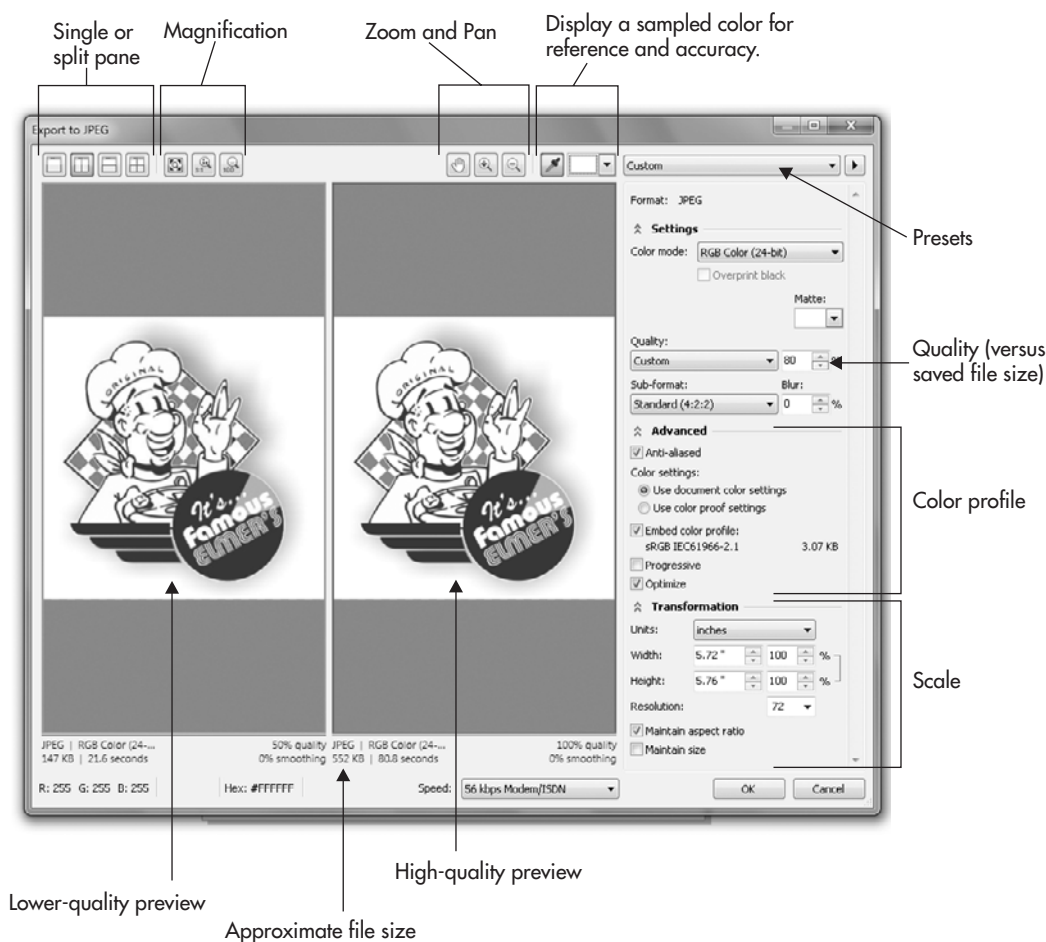 Single or
split pane
Magnification
Zoom and Pan
Display a sampled color for
reference and accuracy.
Export to JPEG
1:1
100
Custom
Presets
Format: JPEG
Settings
Color mode: RGB Color (24-bit)
Overprint black
Matte:
Quality:
Custom 80 %
Quality (versus
saved file size)
Sub-format: Blur:
Standard (4:2:2) 0 %
Advanced
Anti-aliased
Color settings:
Use document color settings
Use color proof settings
Color profile
Embed color profile:
sRGB IEC61966-2.1 3.07 KB
Progressive
Optimize
Transformation
Units: inches
Width: 5.72 " 100 %
Height: 5.76 " 100 %
Scale
Resolution: 72
Maintain aspect ratio
Maintain size
ORIGINAL
It's...
Famous
ELMER'S
ORIGINAL
It's...
Famous
ELMER'S
JPEG | RGB Color (24-... 50% quality
147 KB | 21.6 seconds 0% smoothing
JPEG | RGB Color (24-... 100% quality
552 KB | 80.8 seconds 0% smoothing
R: 255 G: 255 B: 255 Hex: #FFFFFF Speed: 56 kbps Modem/ISDN OK Cancel
High-quality preview
Lower-quality preview
Approximate file size